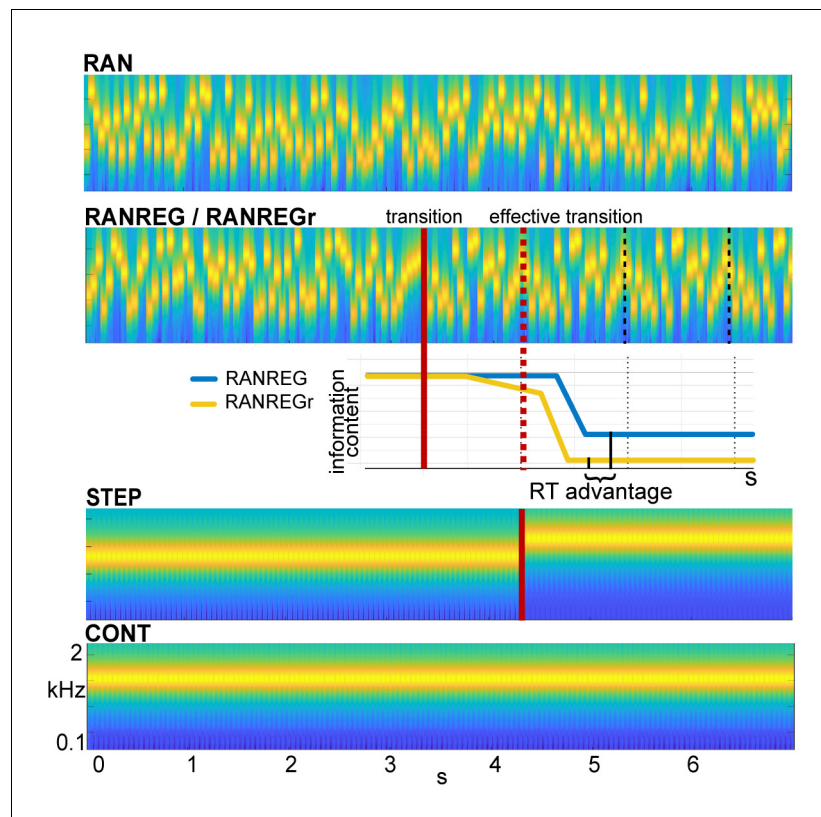 RAN
RANREG / RANREGr
transition
effective transition
RANREG
RANREGr
information
content
s
RT advantage
STEP
CONT
2
kHz
0.1
0 1 2 3 4 5 6
s